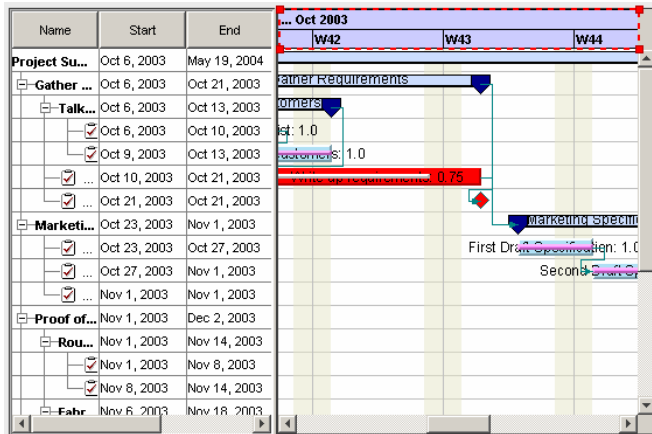 Name Start End ... Oct 2003
W42 W43 W44
Project Su... Oct 6, 2003 May 19, 2004
Gather ... Oct 6, 2003 Oct 21, 2003 Gather Requirements
Talk... Oct 6, 2003 Oct 13, 2003 tomers
Oct 6, 2003 Oct 10, 2003 ist: 1.0
Oct 9, 2003 Oct 13, 2003 Customers: 1.0
... Oct 10, 2003 Oct 21, 2003 Write up requirements: 0.75
... Oct 21, 2003 Oct 21, 2003
Marketi... Oct 23, 2003 Nov 1, 2003 Marketing Specifi
... Oct 23, 2003 Oct 27, 2003 First Draft Specification: 1.0
... Oct 27, 2003 Nov 1, 2003 Second Draft Sp
... Nov 1, 2003 Nov 1, 2003
Proof of... Nov 1, 2003 Dec 2, 2003
Rou... Nov 1, 2003 Nov 14, 2003
Nov 1, 2003 Nov 8, 2003
Nov 8, 2003 Nov 14, 2003
Fabr Nov 6, 2003 Nov 18, 2003